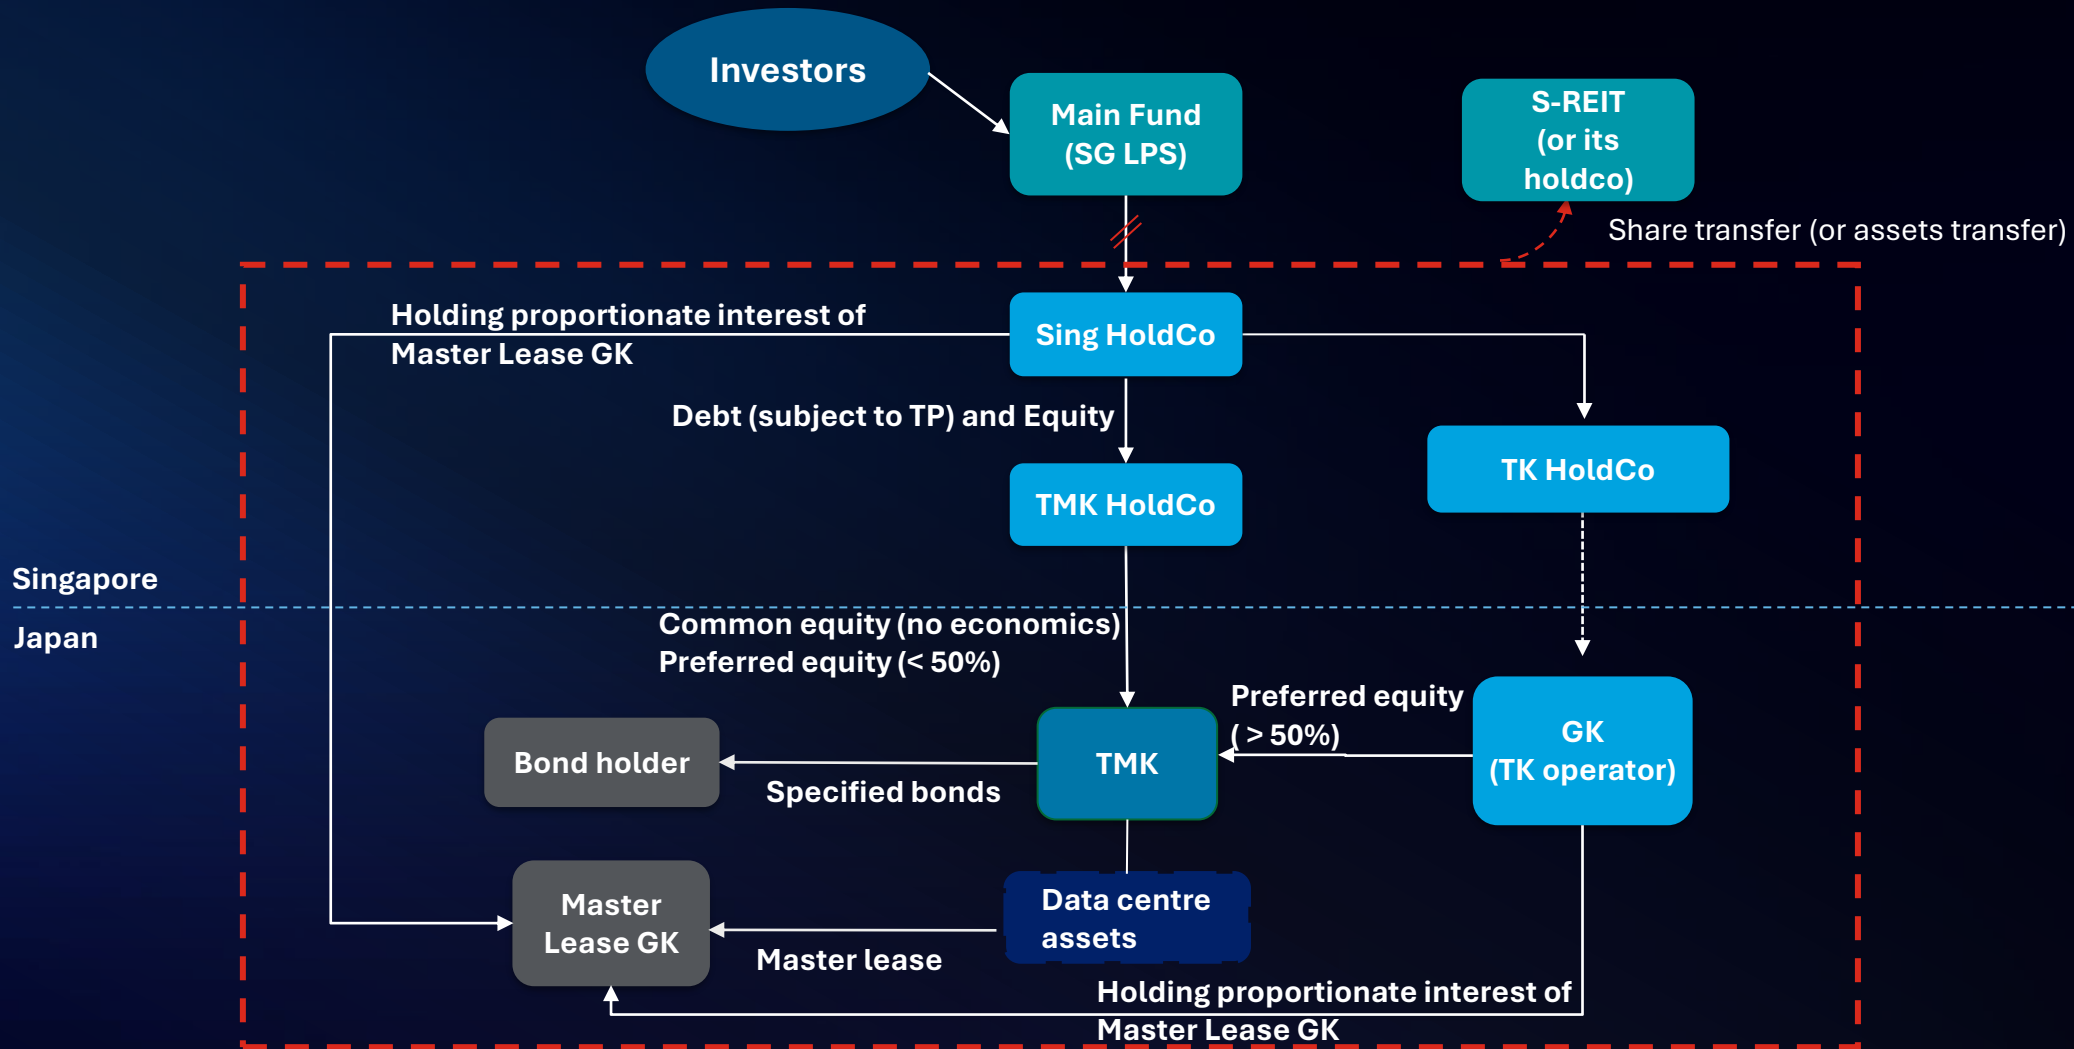 Investors
Main Fund
(SG LPS)
S-REIT
(or its
holdco)
Share transfer (or assets transfer)
Holding proportionate interest of
Master Lease GK
Sing HoldCo
Debt (subject to TP) and Equity
TK HoldCo
TMK HoldCo
Singapore
Japan
Common equity (no economics)
Preferred equity (< 50%)
Preferred equity
( > 50%)
GK
(TK operator)
Bond holder
TMK
Specified bonds
Master
Lease GK
Data centre
assets
Master lease
Holding proportionate interest of
Master Lease GK